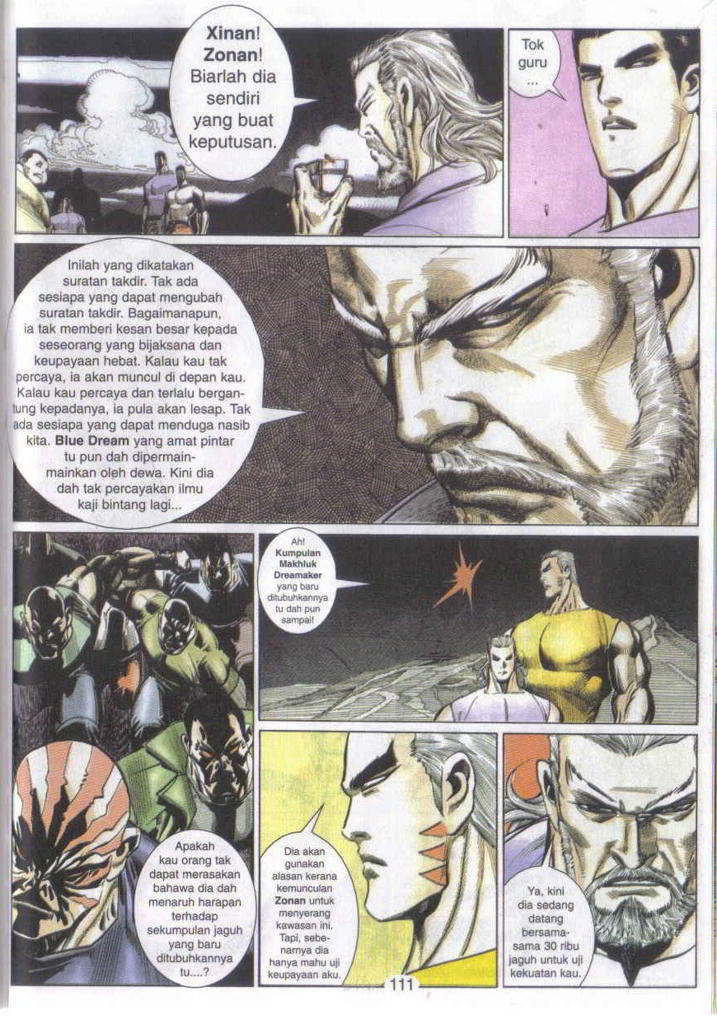 Xinan!
Zonan!
Biarlah dia
sendiri
yang buat
keputusan.
Tok
guru
...
Inilah yang dikatakan
suratan takdir. Tak ada
sesiapa yang dapat mengubah
suratan takdir. Bagaimanapun,
ia tak memberi kesan besar kepada
seseorang yang bijaksana dan
keupayaan hebat. Kalau kau tak
percaya, ia akan muncul di depan kau.
Kalau kau percaya dan terlalu bergan-
tung kepadanya, ia pula akan lesap. Tak
ada sesiapa yang dapat menduga nasib
kita. Blue Dream yang amat pintar
tu pun dah dipermain-
mainkan oleh dewa. Kini dia
dah tak percayakan ilmu
kaji bintang lagi...
Ah!
Kumpulan
Makhluk
Dreamaker
yang baru
ditubuhkannya
tu dah pun
sampai!
Apakah
kau orang tak
dapat merasakan
bahawa dia dah
menaruh harapan
terhadap
sekumpulan jaguh
yang baru
ditubuhkannya
tu....?
Dia akan
gunakan
alasan kerana
kemunculan
Zonan untuk
menyerang
kawasan ini.
Tapi, sebe-
narnya dia
hanya mahu uji
keupayaan aku.
Ya, kini
dia sedang
datang
bersama-
sama 30 ribu
jaguh untuk uji
kekuatan kau.
111